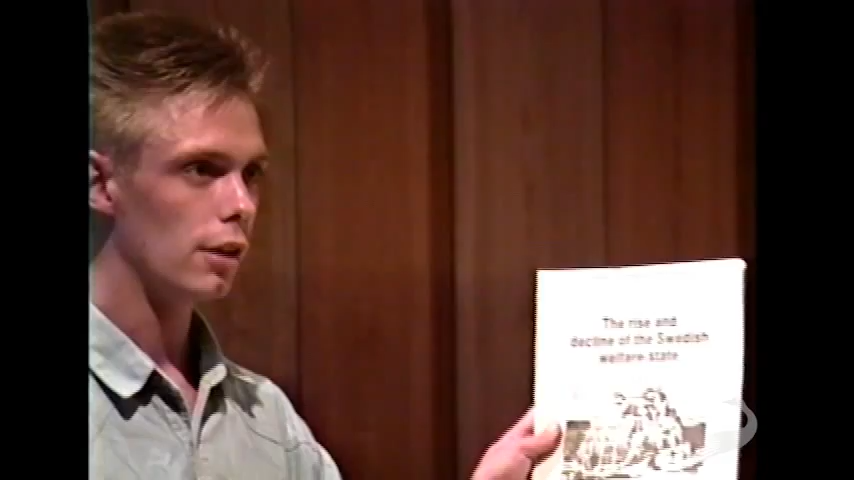 The rise and
decline of the Swedish
welfare state